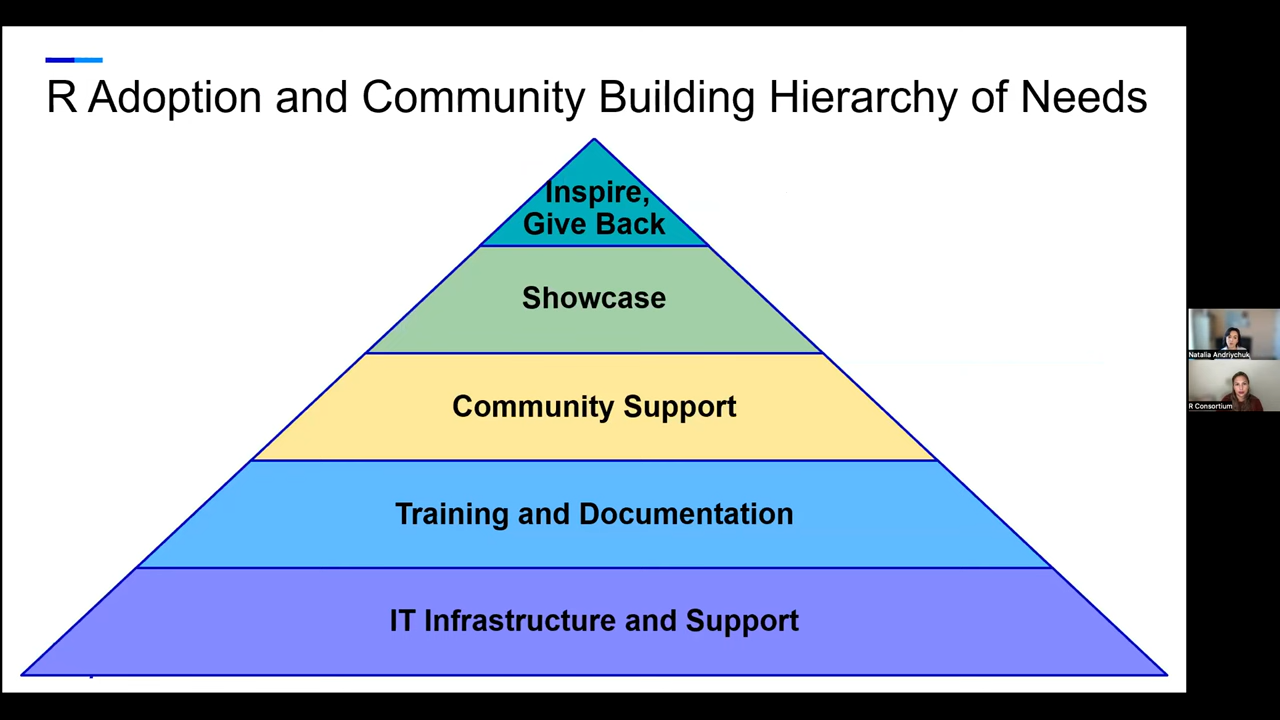 R Adoption and Community Building Hierarchy of Needs
Inspire,
Give Back
Showcase
Community Support
Training and Documentation
IT Infrastructure and Support
Natalia Andriychuk
R Consortium